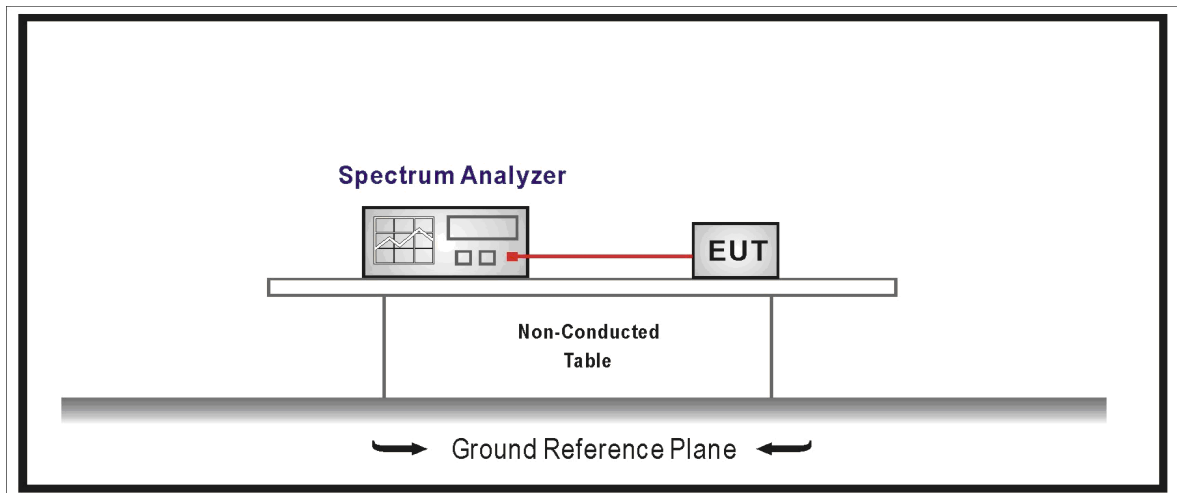 Spectrum Analyzer
EUT
Non-Conducted
Table
Ground Reference Plane